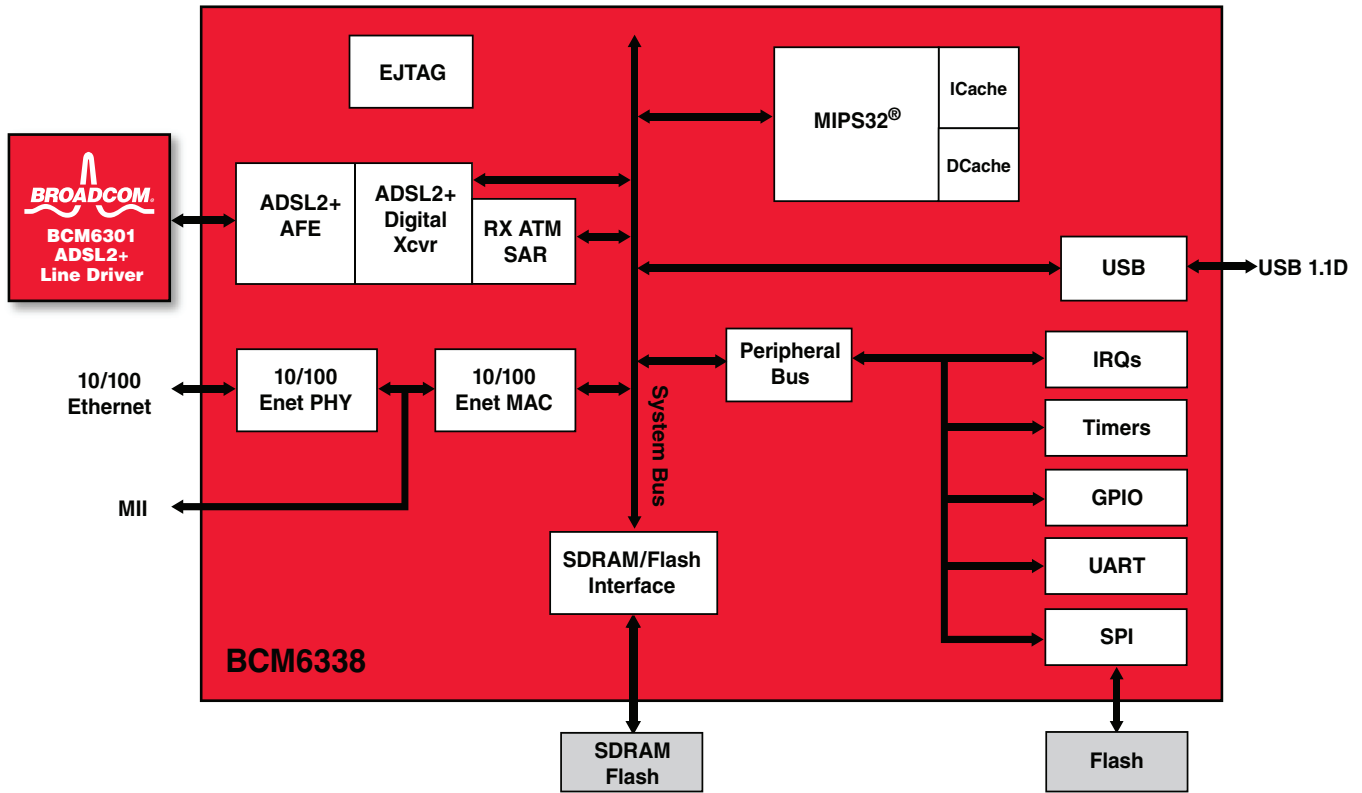 EJTAG
MIPS32®
ICache
DCache
BROADCOM®
BCM6301
ADSL2+
Line Driver
ADSL2+
AFE
ADSL2+
Digital
Xcvr
RX ATM
SAR
USB
USB 1.1D
10/100
Ethernet
10/100
Enet PHY
10/100
Enet MAC
System Bus
Peripheral
Bus
IRQs
Timers
GPIO
UART
SPI
MII
SDRAM/Flash
Interface
BCM6338
SDRAM
Flash
Flash